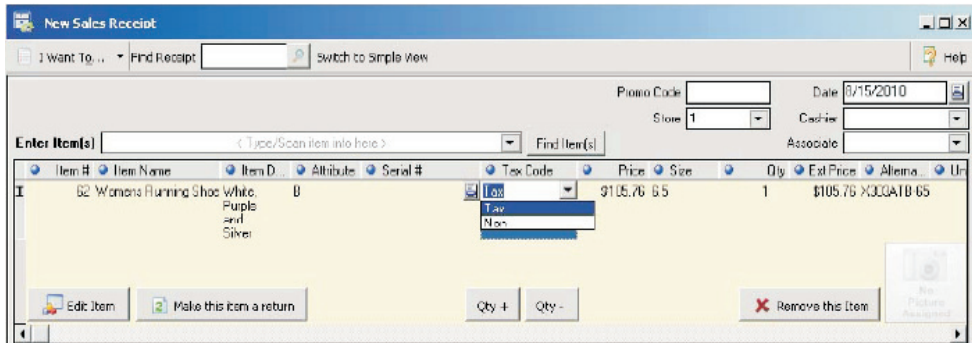 New Sales Receipt
I Want To... Find Receipt Switch to Simple View Help
Promo Code Date 8/15/2010
Store 1 Cashier
Enter Item(s) < Type/Scan item into here > Find Item(s) Associate
Item # Item Name Item D... Attribute Serial # Tax Code Price Size Qty Ext Price Alterna... Un
62 Womens Running Shoe White, B Tax $105.76 6.5 1 $105.76 X303ATB-65
Purple Tax
and Non
Silver
No
Edit Item Make this item a return Qty + Qty - Remove this Item Picture
Assigned